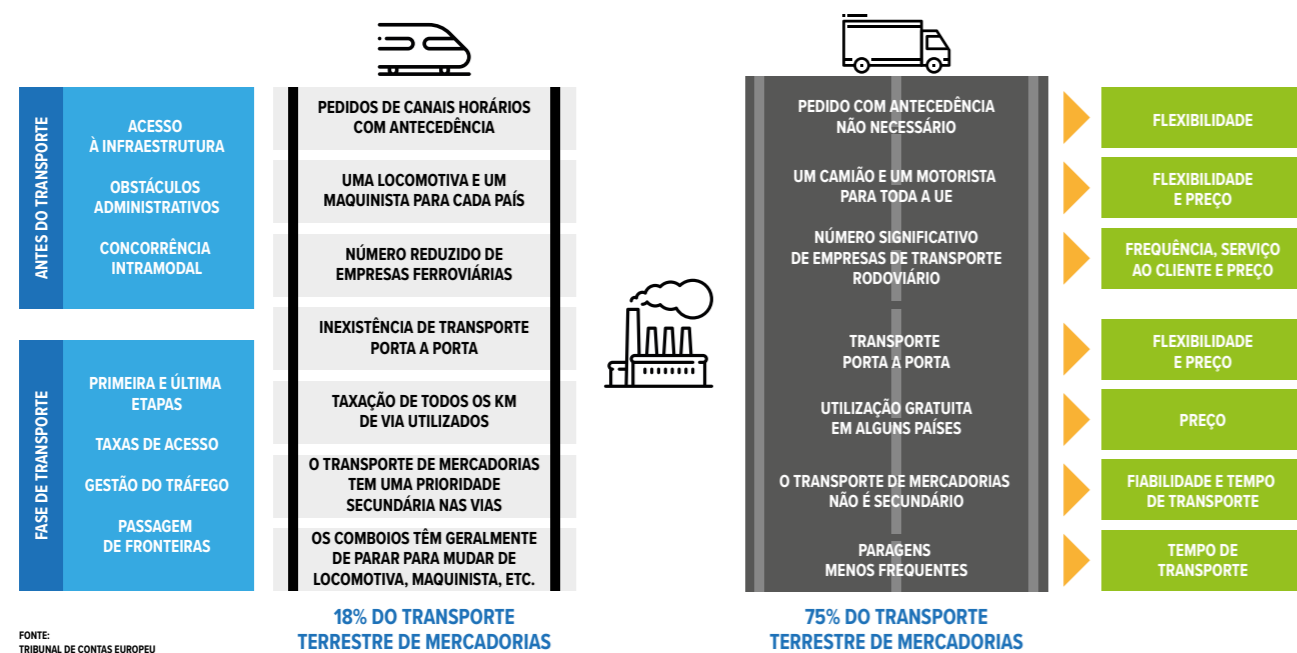 ANTES DO TRANSPORTE
ACESSO
À INFRAESTRUTURA
OBSTÁCULOS
ADMINISTRATIVOS
CONCORRÊNCIA
INTRAMODAL
FASE DE TRANSPORTE
PRIMEIRA E ÚLTIMA
ETAPAS
TAXAS DE ACESSO
GESTÃO DO TRÁFEGO
PASSAGEM
DE FRONTEIRAS
PEDIDOS DE CANAIS HORÁRIOS
COM ANTECEDÊNCIA
UMA LOCOMOTIVA E UM
MAQUINISTA PARA CADA PAÍS
NÚMERO REDUZIDO DE
EMPRESAS FERROVIÁRIAS
INEXISTÊNCIA DE TRANSPORTE
PORTA A PORTA
TAXAÇÃO DE TODOS OS KM
DE VIA UTILIZADOS
O TRANSPORTE DE MERCADORIAS
TEM UMA PRIORIDADE
SECUNDÁRIA NAS VIAS
OS COMBOIOS TÊM GERALMENTE
DE PARAR PARA MUDAR DE
LOCOMOTIVA, MAQUINISTA, ETC.
18% DO TRANSPORTE
TERRESTRE DE MERCADORIAS
PEDIDO COM ANTECEDÊNCIA
NÃO NECESSÁRIO
UM CAMIÃO E UM MOTORISTA
PARA TODA A UE
NÚMERO SIGNIFICATIVO
DE EMPRESAS DE TRANSPORTE
RODOVIÁRIO
TRANSPORTE
PORTA A PORTA
UTILIZAÇÃO GRATUITA
EM ALGUNS PAÍSES
O TRANSPORTE DE MERCADORIAS
NÃO É SECUNDÁRIO
PARAGENS
MENOS FREQUENTES
75% DO TRANSPORTE
TERRESTRE DE MERCADORIAS
FLEXIBILIDADE
FLEXIBILIDADE
E PREÇO
FREQUÊNCIA, SERVIÇO
AO CLIENTE E PREÇO
FLEXIBILIDADE
E PREÇO
PREÇO
FIABILIDADE E TEMPO
DE TRANSPORTE
TEMPO DE
TRANSPORTE
FONTE:
TRIBUNAL DE CONTAS EUROPEU